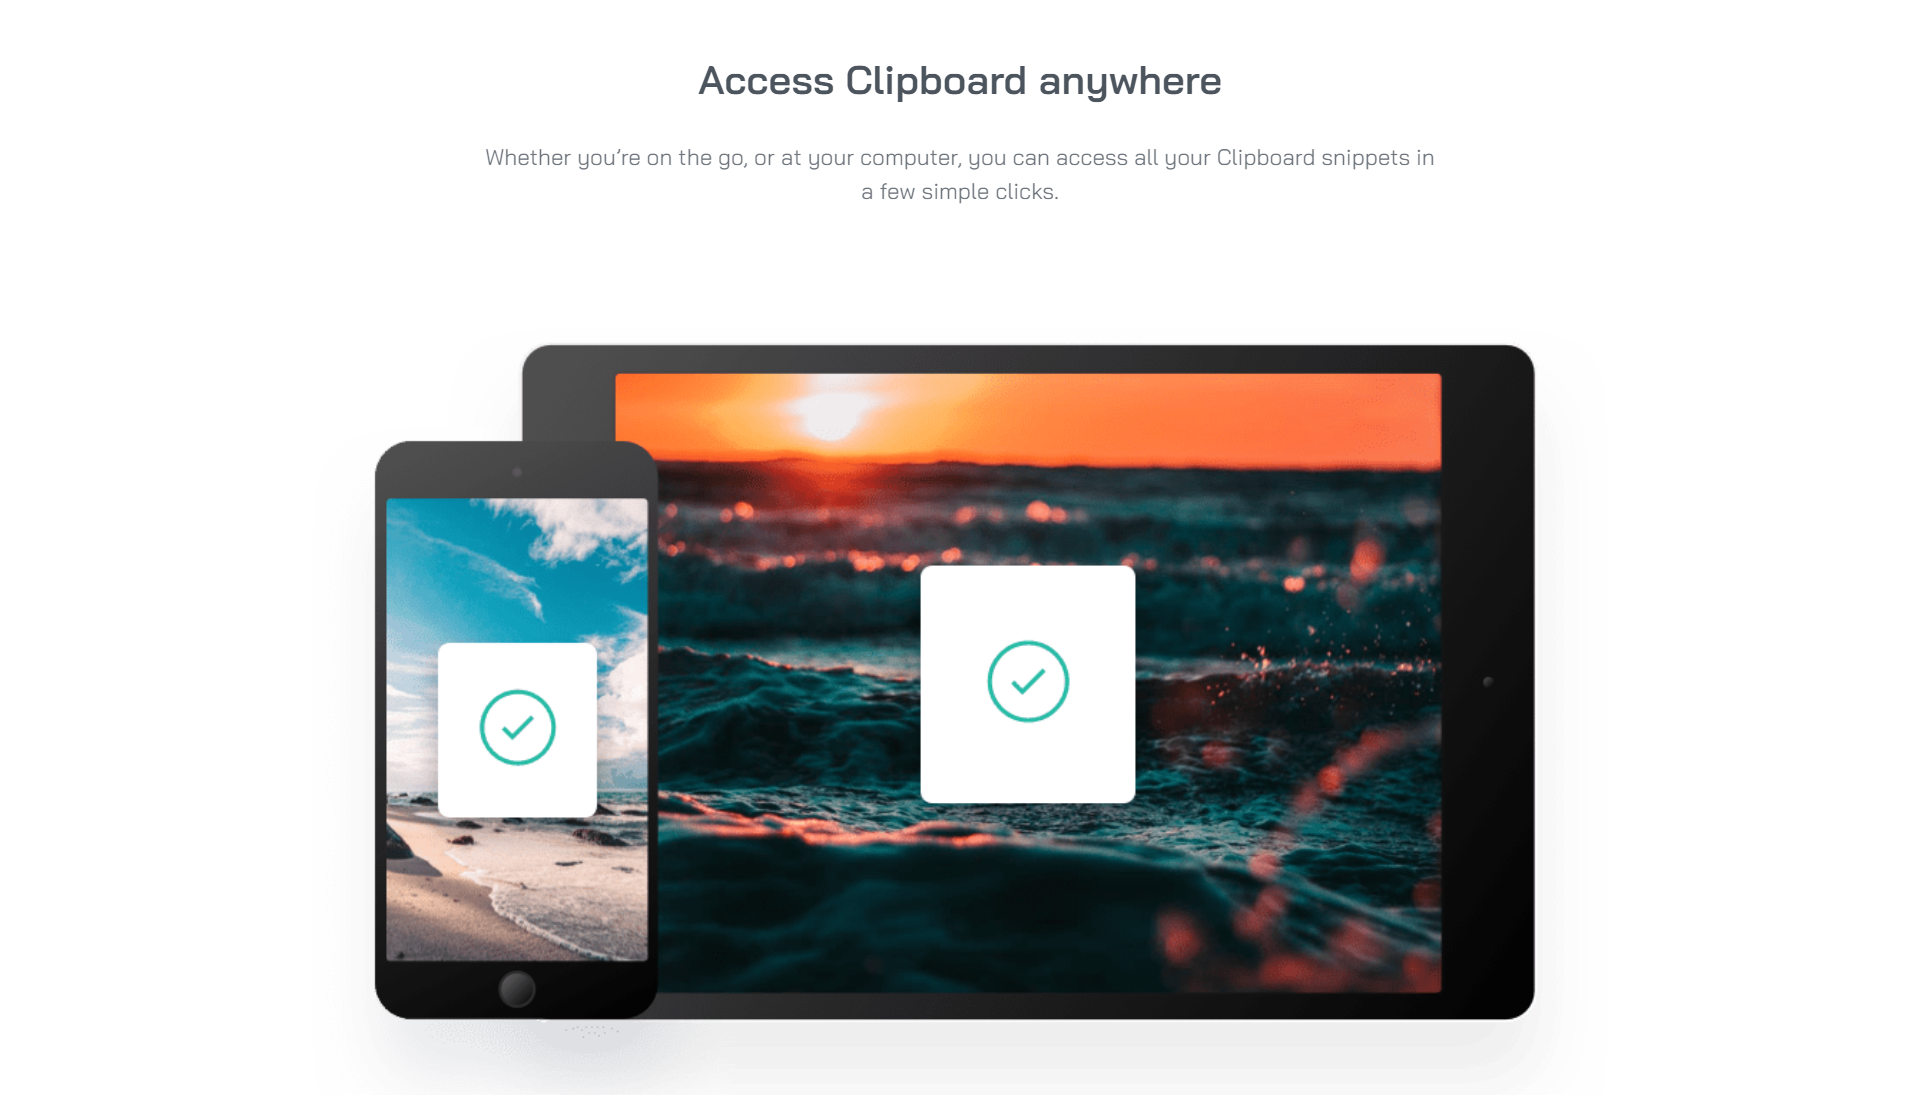 Access Clipboard anywhere
Whether you’re on the go, or at your computer, you can access all your Clipboard snippets in
a few simple clicks.